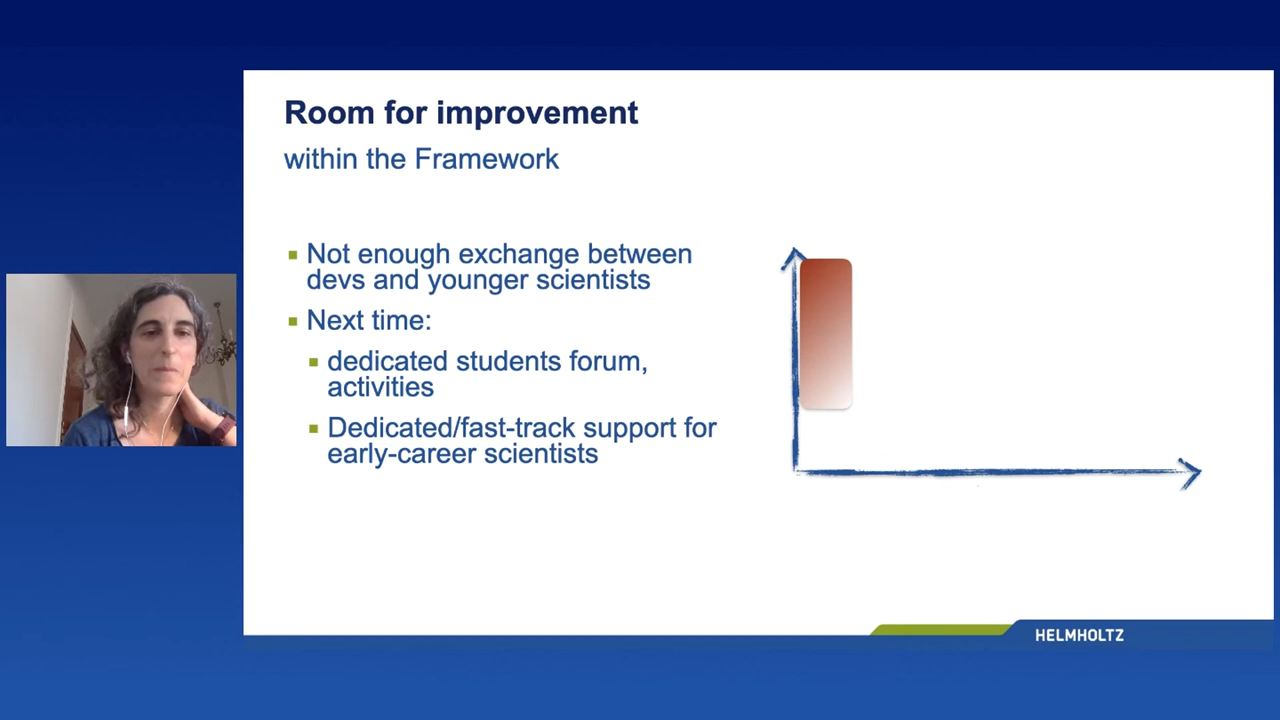 Room for improvement
within the Framework
Not enough exchange between
devs and younger scientists
Next time:
dedicated students forum,
activities
Dedicated/fast-track support for
early-career scientists
HELMHOLTZ